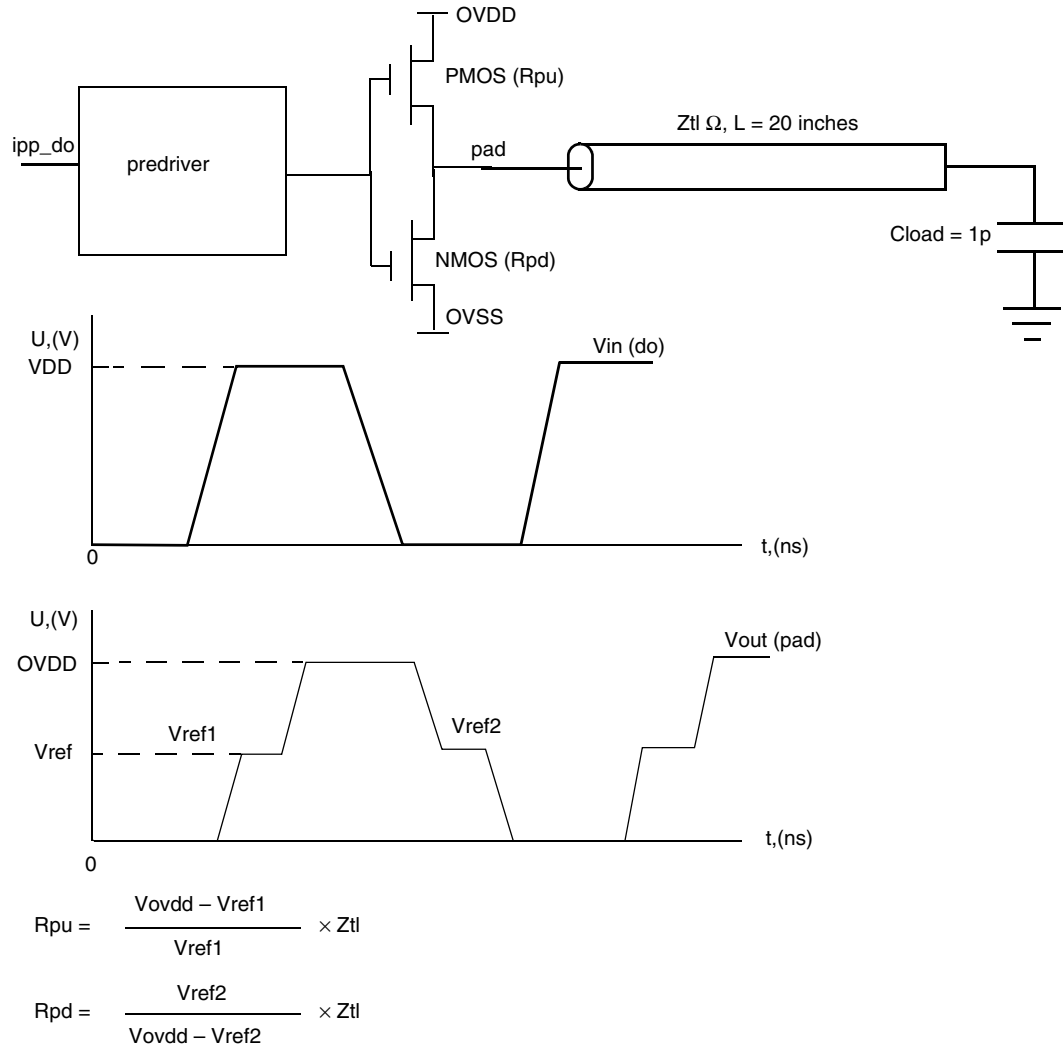 OVDD
PMOS (Rpu)
ipp_do
predriver
pad
Ztl Ω, L = 20 inches
Cload = 1p
NMOS (Rpd)
OVSS
U,(V)
VDD
Vin (do)
0
t,(ns)
U,(V)
OVDD
Vout (pad)
Vref1
Vref2
Vref
t,(ns)
0
Vovdd – Vref1
Rpu = × Ztl
Vref1
Vref2
Rpd = × Ztl
Vovdd – Vref2